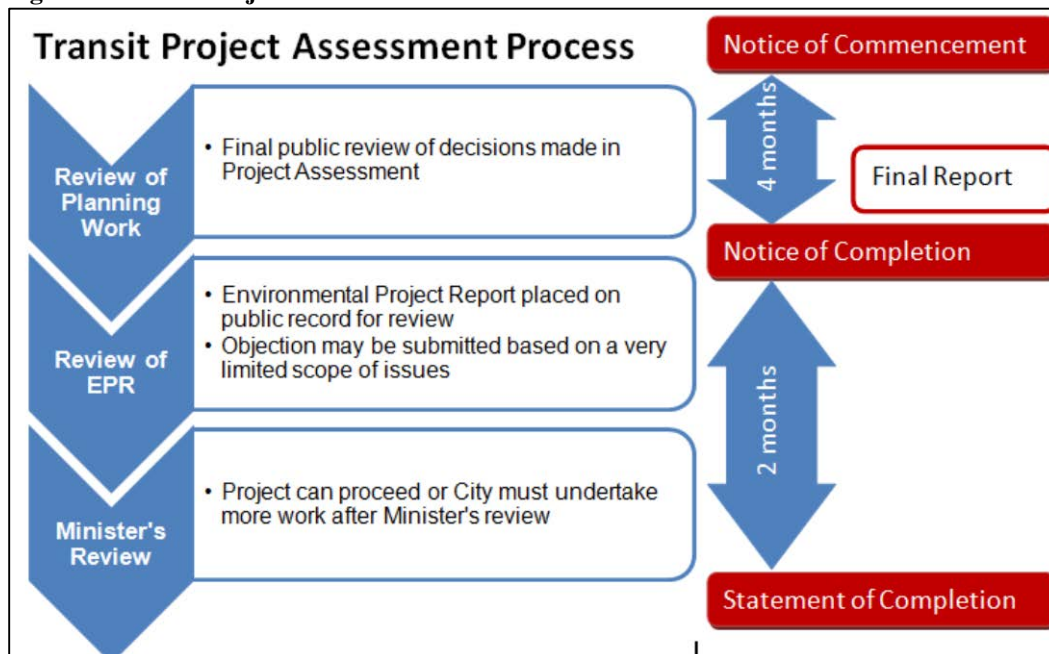 Transit Project Assessment Process
Review of
Planning
Work
• Final public review of decisions made in
Project Assessment
Review of
EPR
• Environmental Project Report placed on
public record for review
• Objection may be submitted based on a very
limited scope of issues
Minister's
Review
• Project can proceed or City must undertake
more work after Minister's review
Notice of Commencement
4 months
Final Report
Notice of Completion
2 months
Statement of Completion